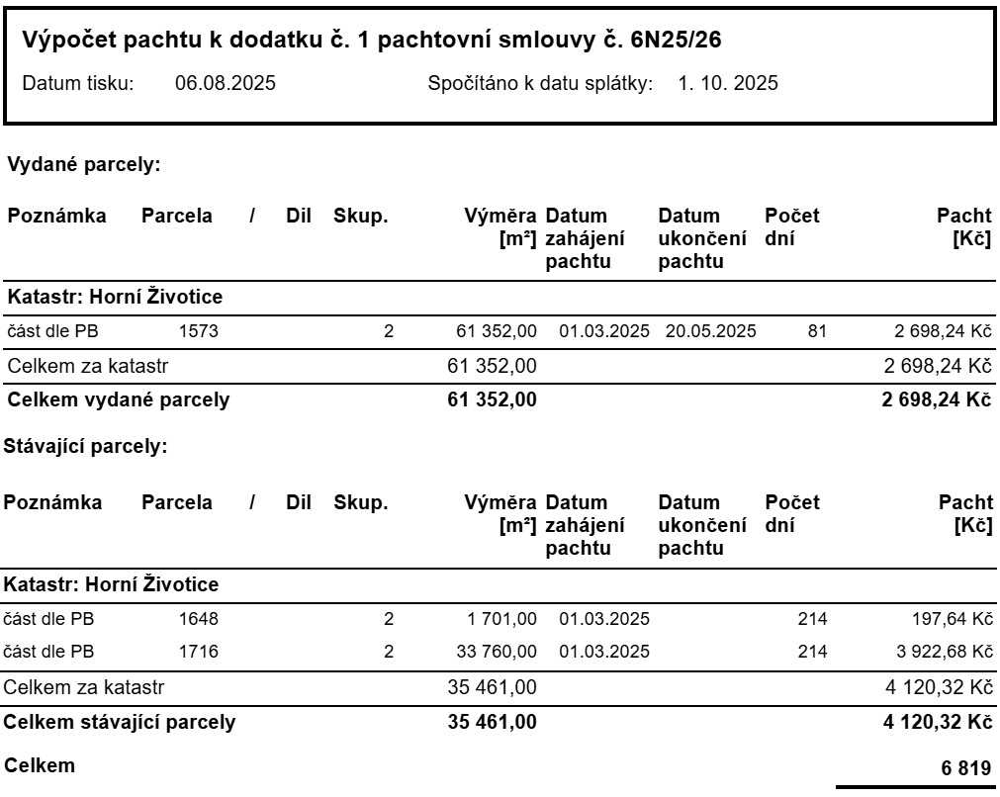 Výpočet pachtu k dodatku č. 1 pachtovní smlouvy č. 6N25/26
Datum tisku: 06.08.2025 Spočítáno k datu splátky: 1. 10. 2025
Vydané parcely:
Poznámka Parcela / Dil Skup. Výměra Datum Datum Počet Pacht
[m²] zahájení ukončení dní [Kč]
pachtu pachtu
Katastr: Horní Životice
část dle PB 1573 2 61 352,00 01.03.2025 20.05.2025 81 2 698,24 Kč
Celkem za katastr 61 352,00 2 698,24 Kč
Celkem vydané parcely 61 352,00 2 698,24 Kč
Stávající parcely:
Poznámka Parcela / Dil Skup. Výměra Datum Datum Počet Pacht
[m²] zahájení ukončení dní [Kč]
pachtu pachtu
Katastr: Horní Životice
část dle PB 1648 2 1 701,00 01.03.2025 214 197,64 Kč
část dle PB 1716 2 33 760,00 01.03.2025 214 3 922,68 Kč
Celkem za katastr 35 461,00 4 120,32 Kč
Celkem stávající parcely 35 461,00 4 120,32 Kč
Celkem 6 819